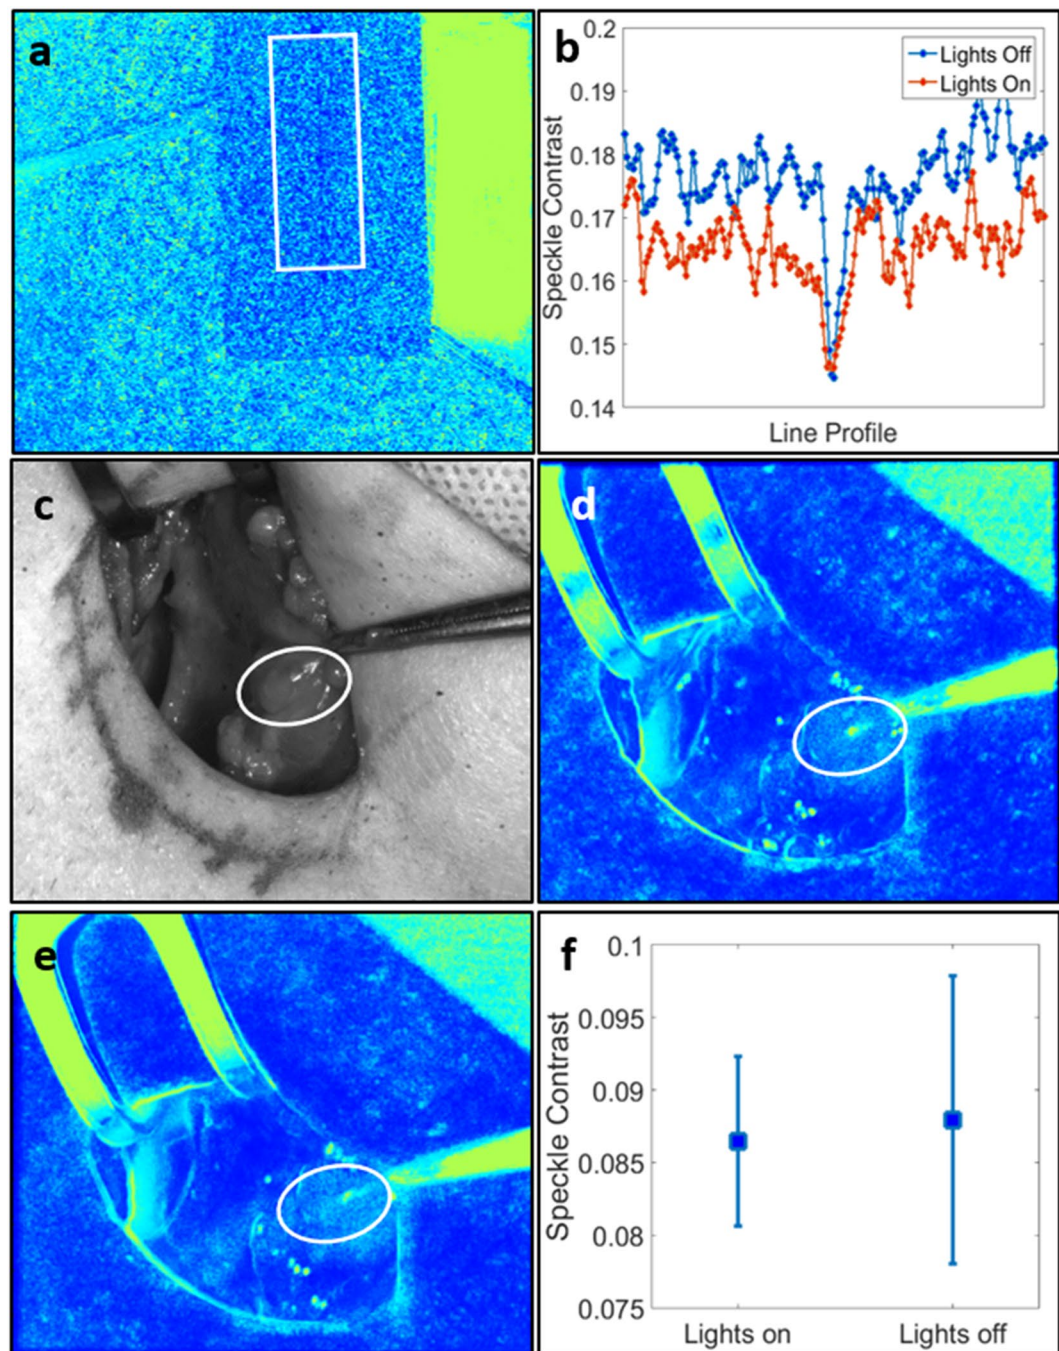 a
b
0.2
0.19
0.18
0.17
0.16
0.15
0.14
Speckle Contrast
Lights Off
Lights On
Line Profile
c
d
e
f
0.1
0.095
0.09
0.085
0.08
0.075
Speckle Contrast
Lights on
Lights off